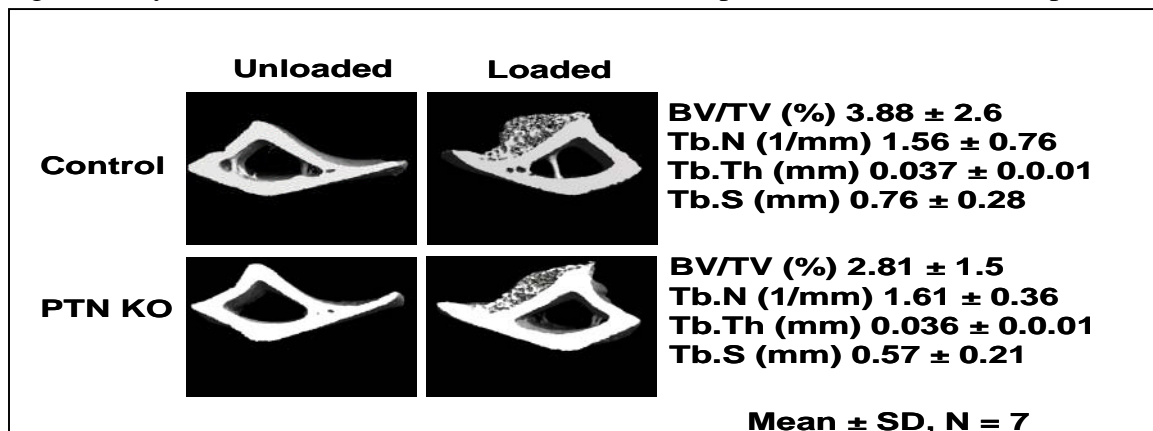 Unloaded Loaded
Control
BV/TV (%) 3.88 ± 2.6
Tb.N (1/mm) 1.56 ± 0.76
Tb.Th (mm) 0.037 ± 0.0.01
Tb.S (mm) 0.76 ± 0.28
PTN KO
BV/TV (%) 2.81 ± 1.5
Tb.N (1/mm) 1.61 ± 0.36
Tb.Th (mm) 0.036 ± 0.0.01
Tb.S (mm) 0.57 ± 0.21
Mean ± SD, N = 7